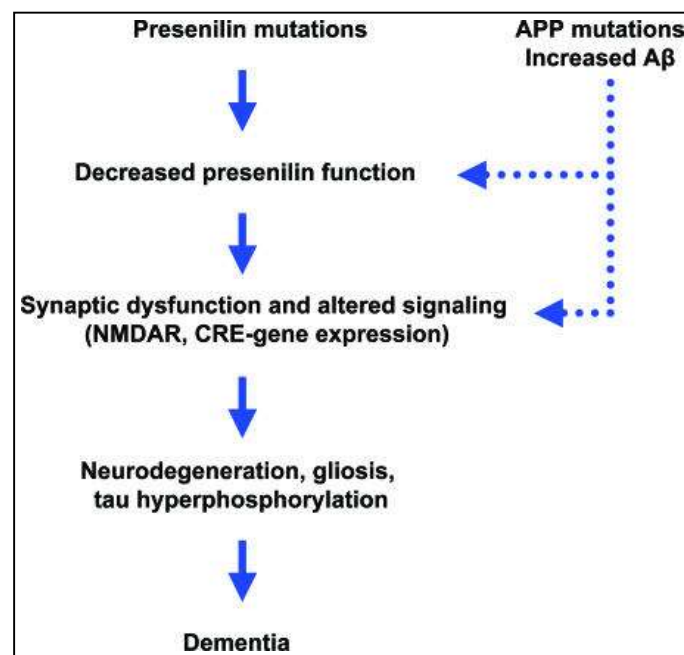 Presenilin mutations
APP mutations
Increased Aβ
Decreased presenilin function
Synaptic dysfunction and altered signaling
(NMDAR, CRE-gene expression)
Neurodegeneration, gliosis,
tau hyperphosphorylation
Dementia